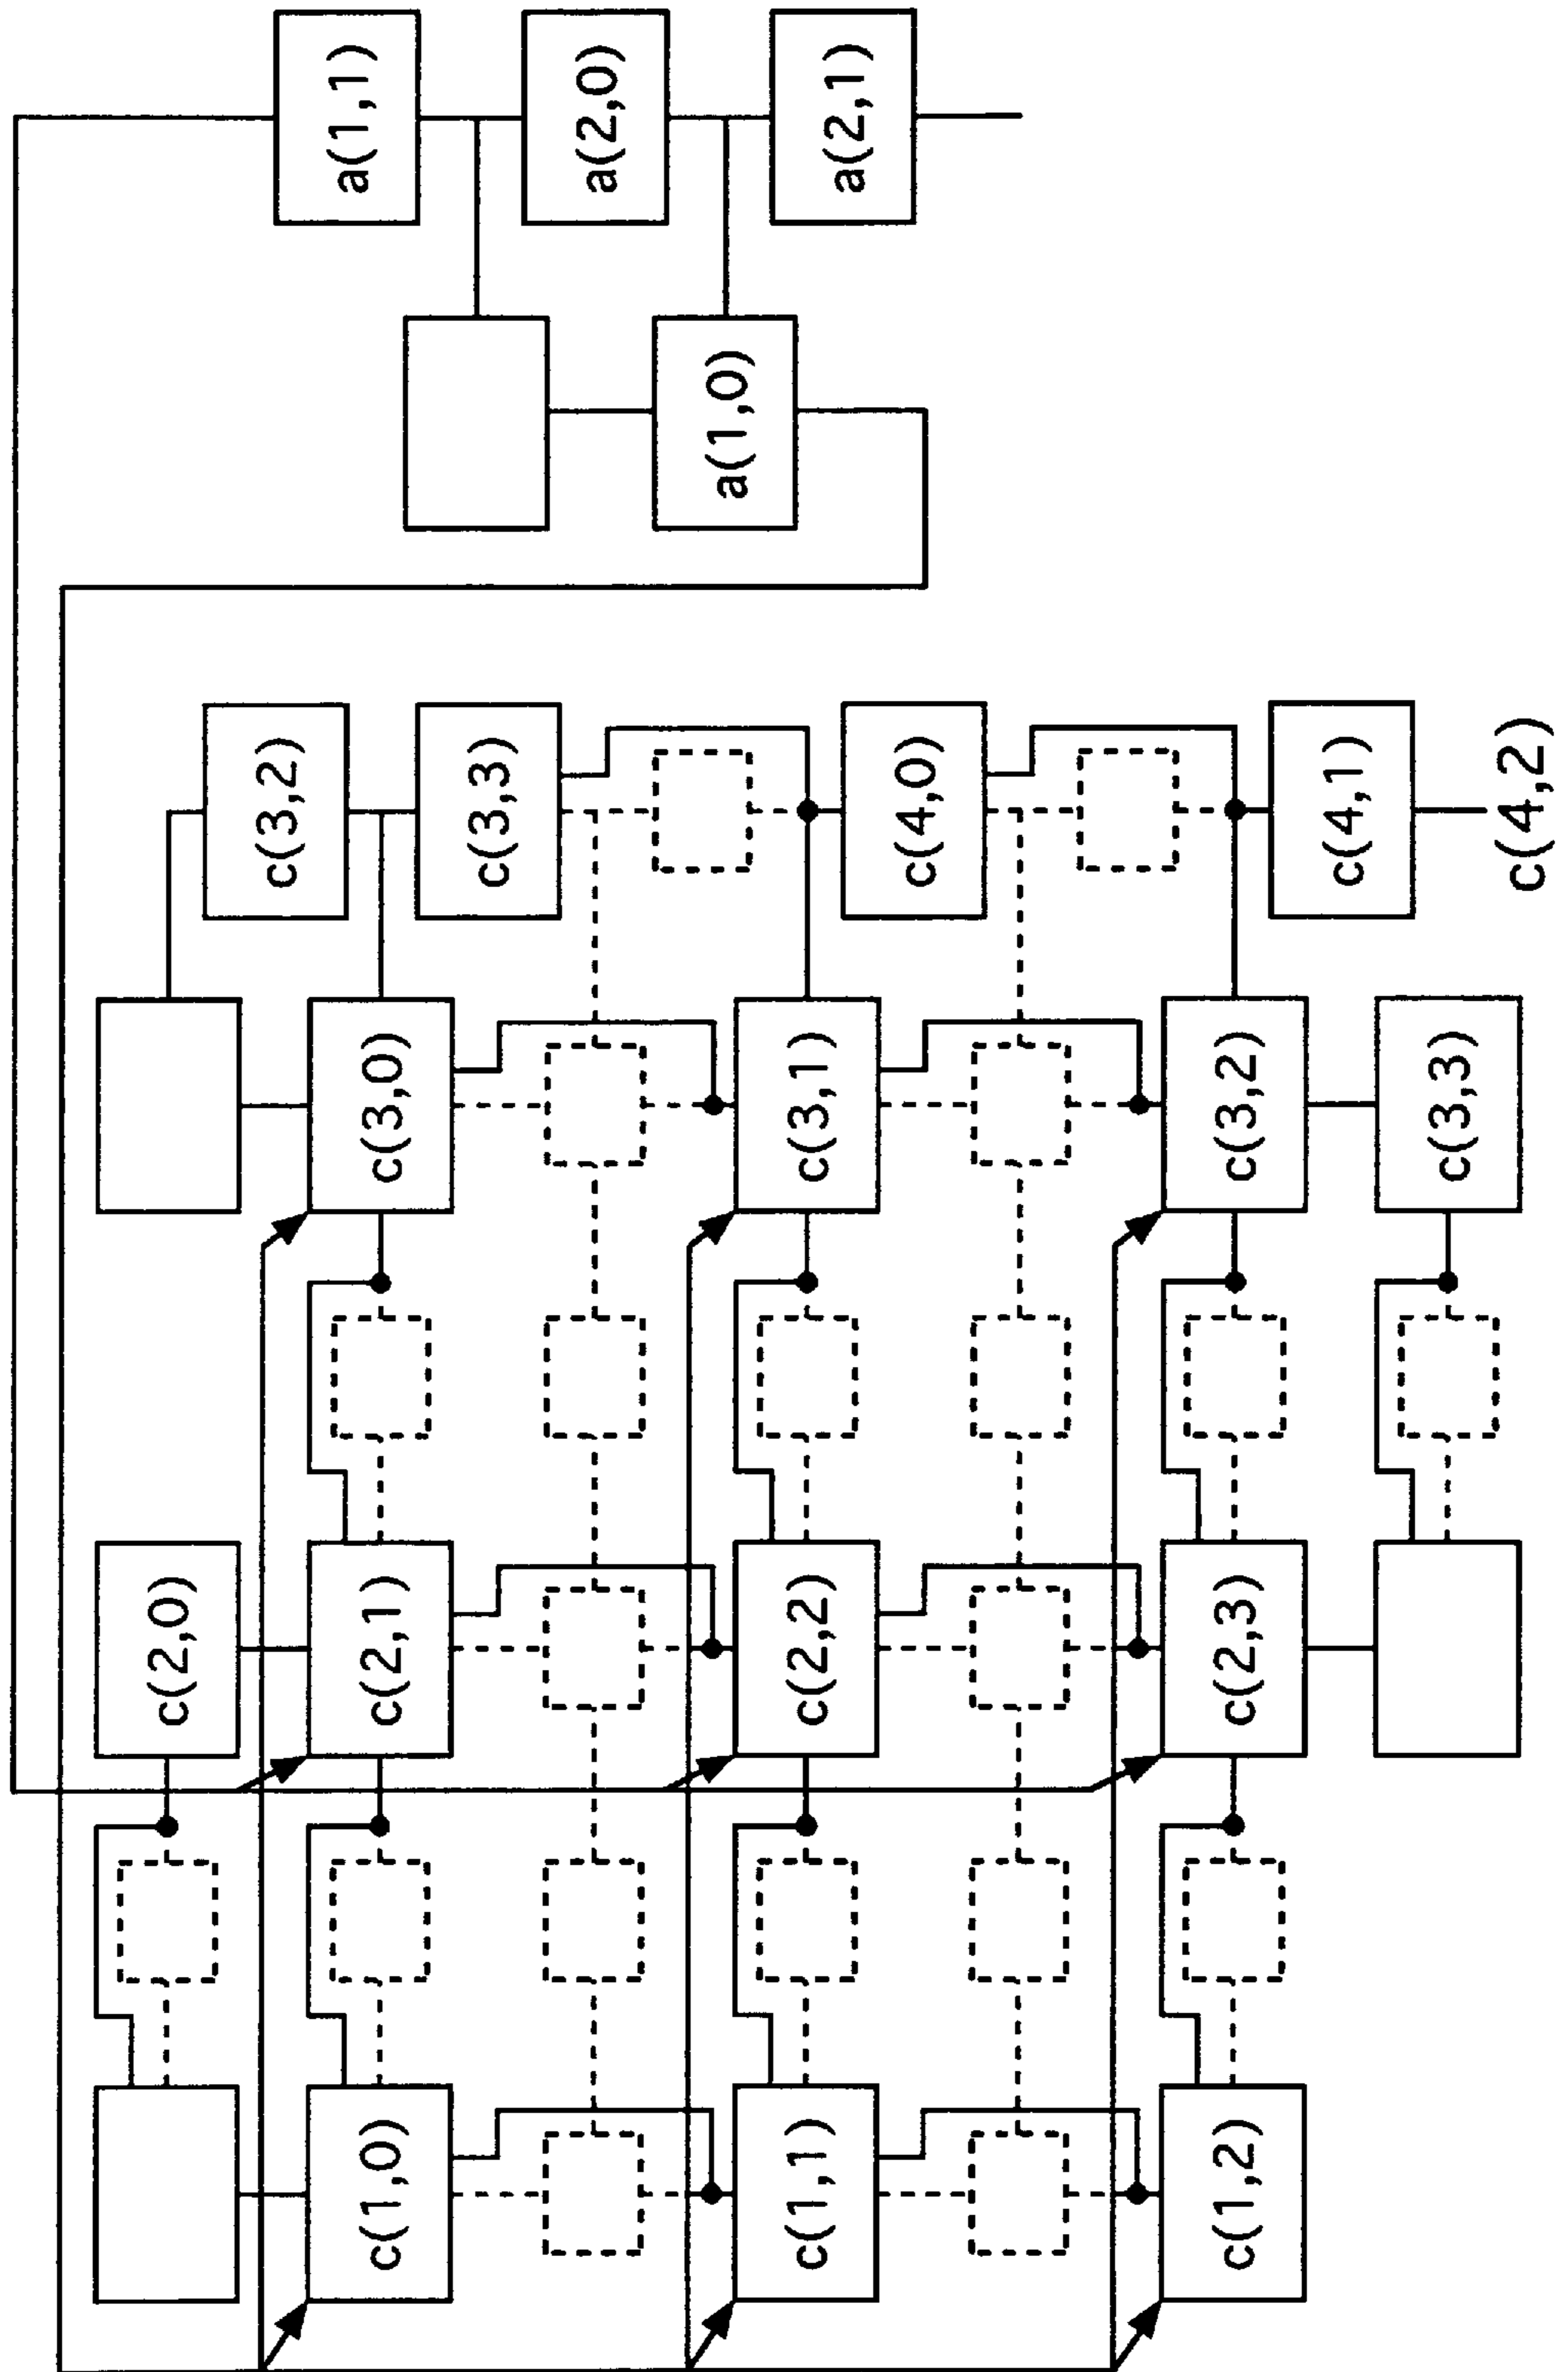 c(2,0)
c(3,2)
a(1,1)
c(1,0)
c(2,1)
c(3,0)
c(3,3)
a(2,0)
a(1,0)
c(1,1)
c(2,2)
c(3,1)
a(2,1)
c(4,0)
c(1,2)
c(2,3)
c(3,2)
c(4,1)
c(3,3)
c(4,2)